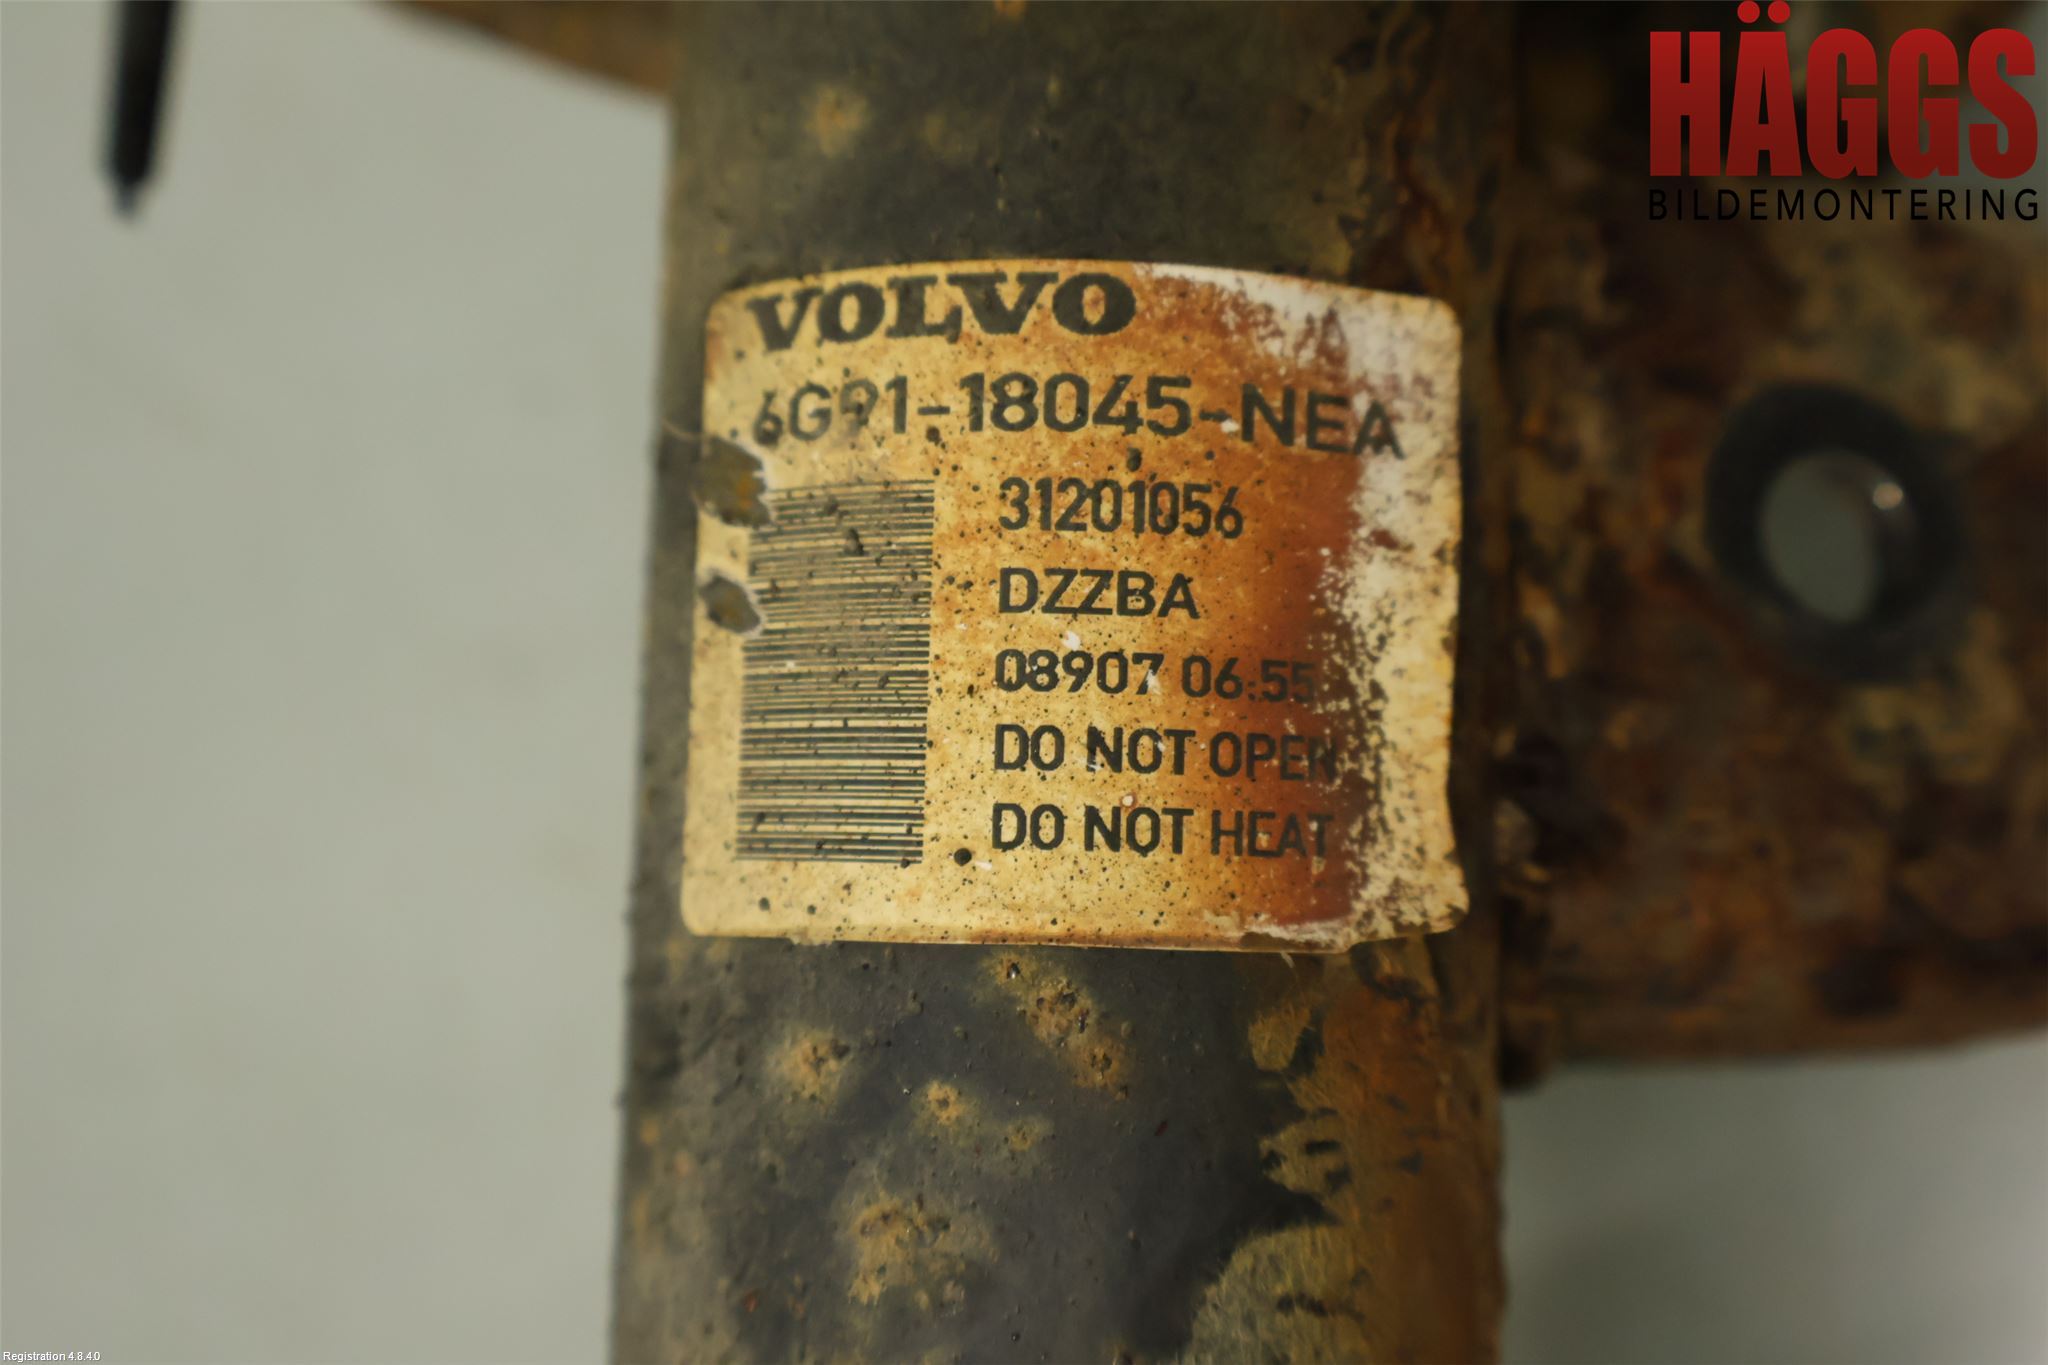 HÄGGS
BILDEMONTERING
VOLVO
6G91-18045-NEA
31201056
DZZBA
08907 06:55
DO NOT OPEN
DO NOT HEAT
Registration 4.8.4.0